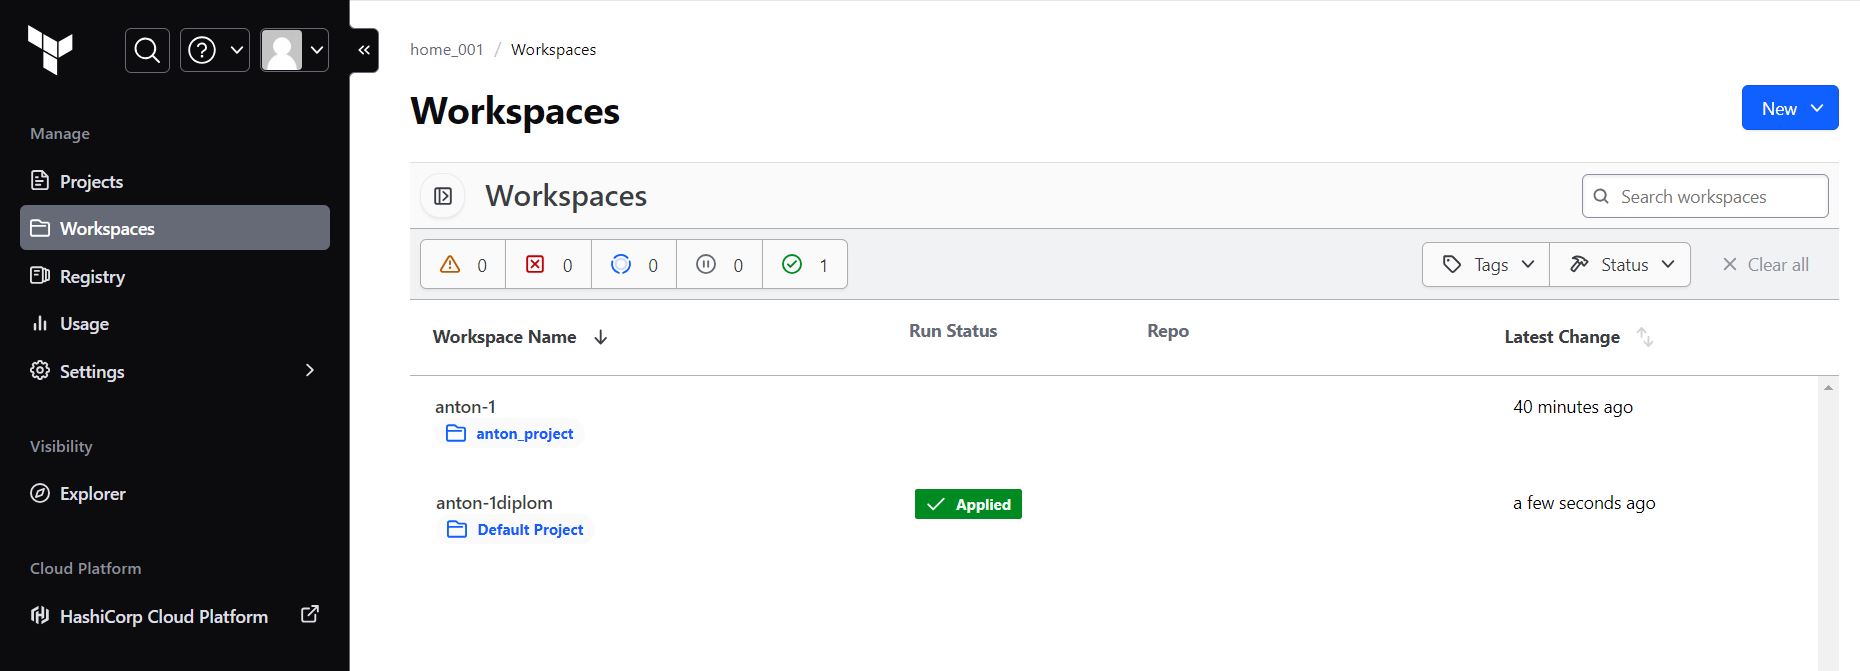 home_001 / Workspaces
Manage
Projects
Workspaces
Registry
Usage
Settings
Visibility
Explorer
Cloud Platform
HashiCorp Cloud Platform
Workspaces
New
Workspaces
Search workspaces
0 0 0 0 1
Tags Status Clear all
Workspace Name Run Status Repo Latest Change
anton-1 40 minutes ago
anton_project
anton-1diplom Applied a few seconds ago
Default Project